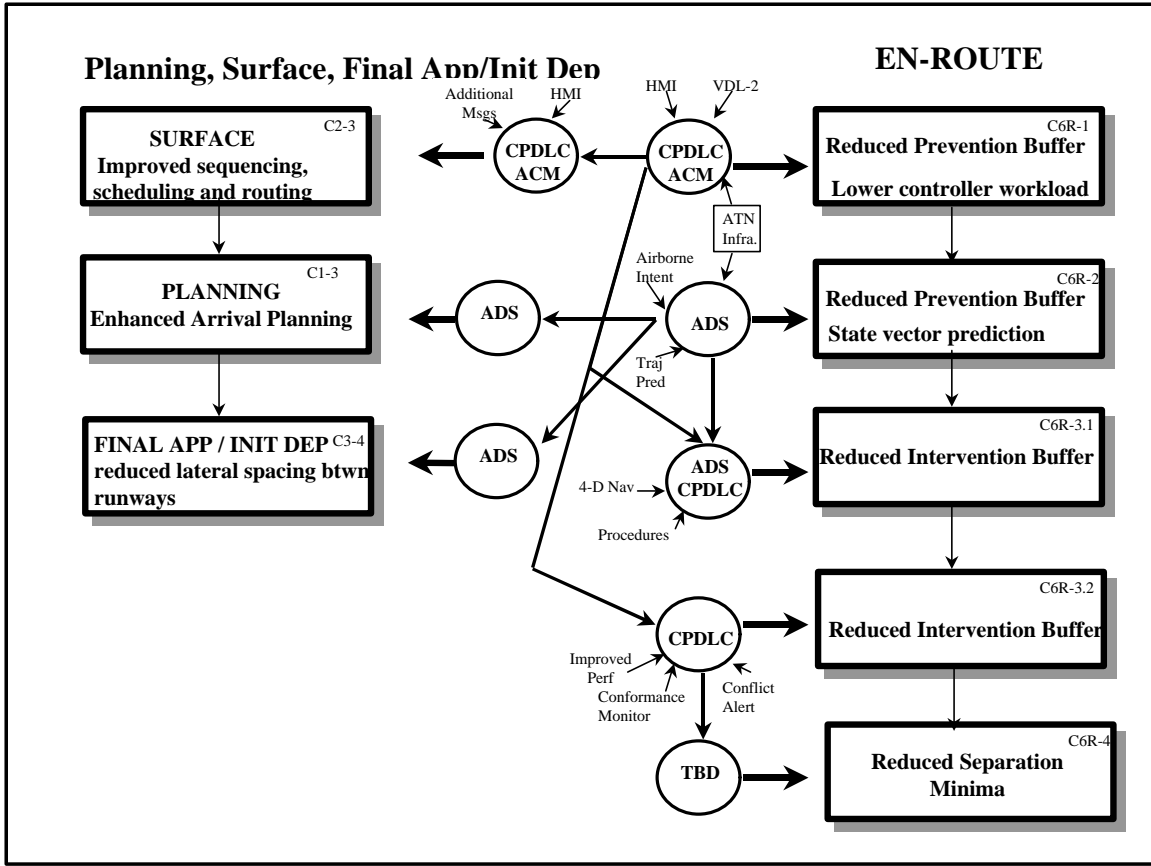 Planning, Surface, Final App/Init Dep
EN-ROUTE
C2-3
SURFACE
Improved sequencing,
scheduling and routing
Additional
Msgs
HMI
CPDLC
ACM
HMI
VDL-2
CPDLC
ACM
C6R-1
Reduced Prevention Buffer
Lower controller workload
ATN
Infra.
C1-3
PLANNING
Enhanced Arrival Planning
ADS
Airborne
Intent
ADS
Traj
Pred
C6R-2
Reduced Prevention Buffer
State vector prediction
FINAL APP / INIT DEP C3-4
reduced lateral spacing btwn
runways
ADS
ADS
CPDLC
4-D Nav
Procedures
C6R-3.1
Reduced Intervention Buffer
CPDLC
Improved
Perf
Conformance
Monitor
Conflict
Alert
C6R-3.2
Reduced Intervention Buffer
TBD
C6R-4
Reduced Separation
Minima